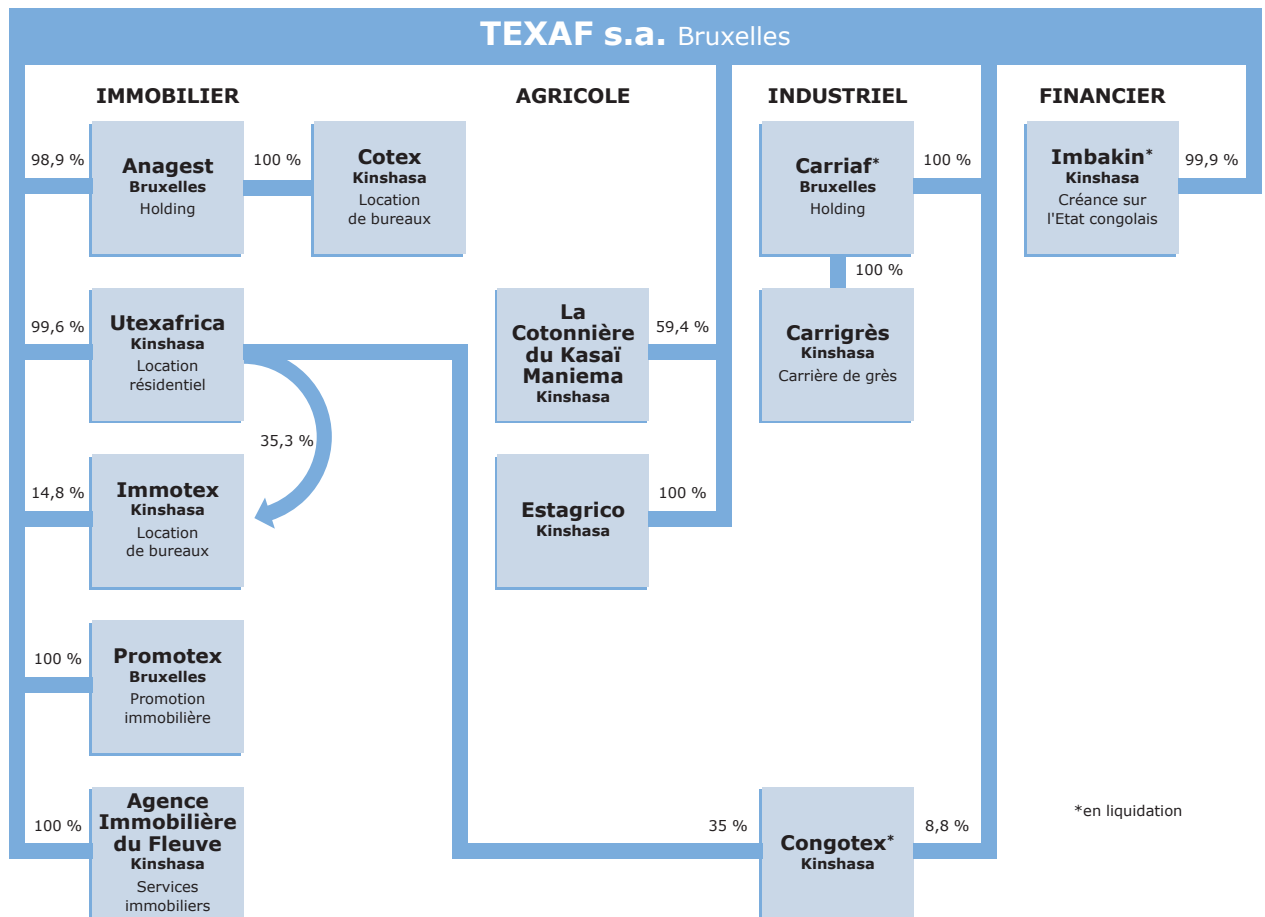 TEXAF s.a. Bruxelles
IMMOBILIER
98,9 %
Anagest
Bruxelles
Holding
100 %
Cotex
Kinshasa
Location
de bureaux
99,6 %
Utexafrica
Kinshasa
Location
résidentiel
35,3 %
14,8 %
Immotex
Kinshasa
Location
de bureaux
100 %
Promotex
Bruxelles
Promotion
immobilière
100 %
Agence
Immobilière
du Fleuve
Kinshasa
Services
immobiliers
AGRICOLE
La
Cotonnière
du Kasaï
Maniema
Kinshasa
59,4 %
Estagrico
Kinshasa
100 %
INDUSTRIEL
Carriaf*
Bruxelles
Holding
100 %
100 %
Carrigrès
Kinshasa
Carrière de grès
35 %
Congotex*
Kinshasa
8,8 %
FINANCIER
Imbakin*
Kinshasa
Créance sur
l'Etat congolais
99,9 %
*en liquidation